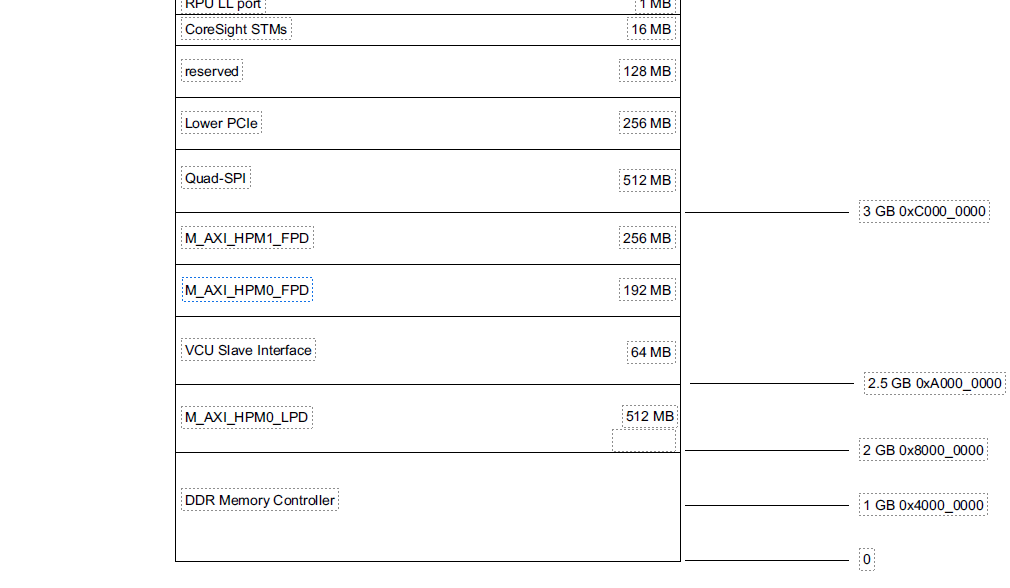 RPU LL port 1 MB
CoreSight STMs 16 MB
reserved 128 MB
Lower PCIe 256 MB
Quad-SPI 512 MB
3 GB 0xC000_0000
M_AXI_HPM1_FPD 256 MB
M_AXI_HPM0_FPD 192 MB
VCU Slave Interface 64 MB
2.5 GB 0xA000_0000
M_AXI_HPM0_LPD 512 MB
2 GB 0x8000_0000
DDR Memory Controller
1 GB 0x4000_0000
0